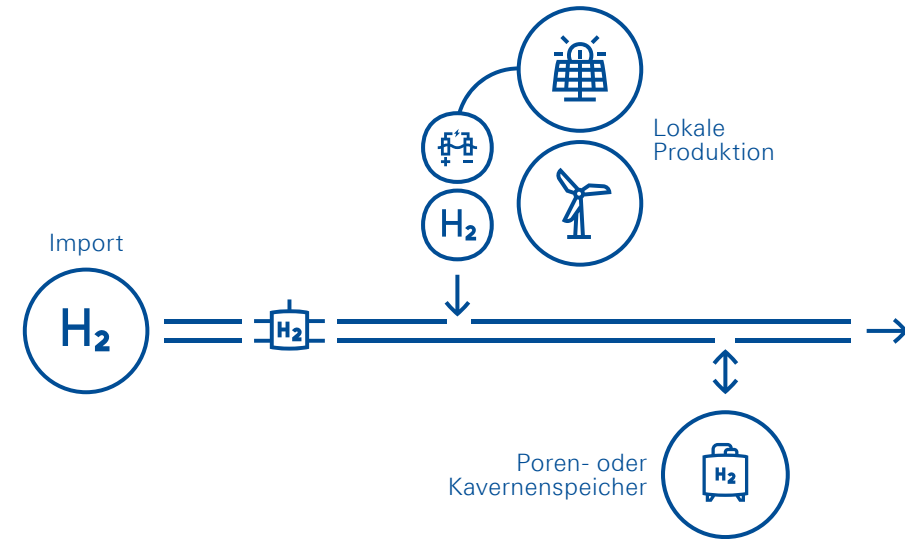 Lokale
Produktion
+ −
H₂
Import
H₂
H₂
Poren- oder
Kavernenspeicher
H₂